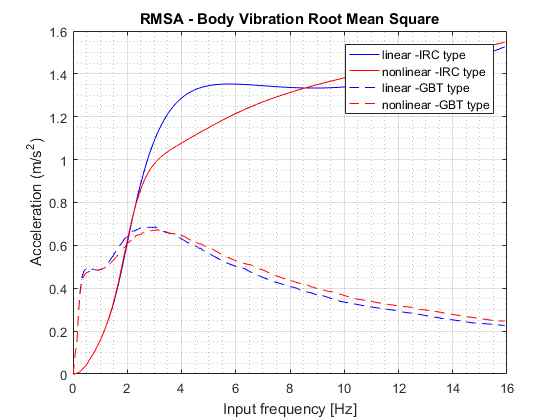 RMSA - Body Vibration Root Mean Square
linear -IRC type
nonlinear -IRC type
linear -GBT type
nonlinear -GBT type
Acceleration (m/s²)
1.6
1.4
1.2
1
0.8
0.6
0.4
0.2
0
0 2 4 6 8 10 12 14 16
Input frequency [Hz]